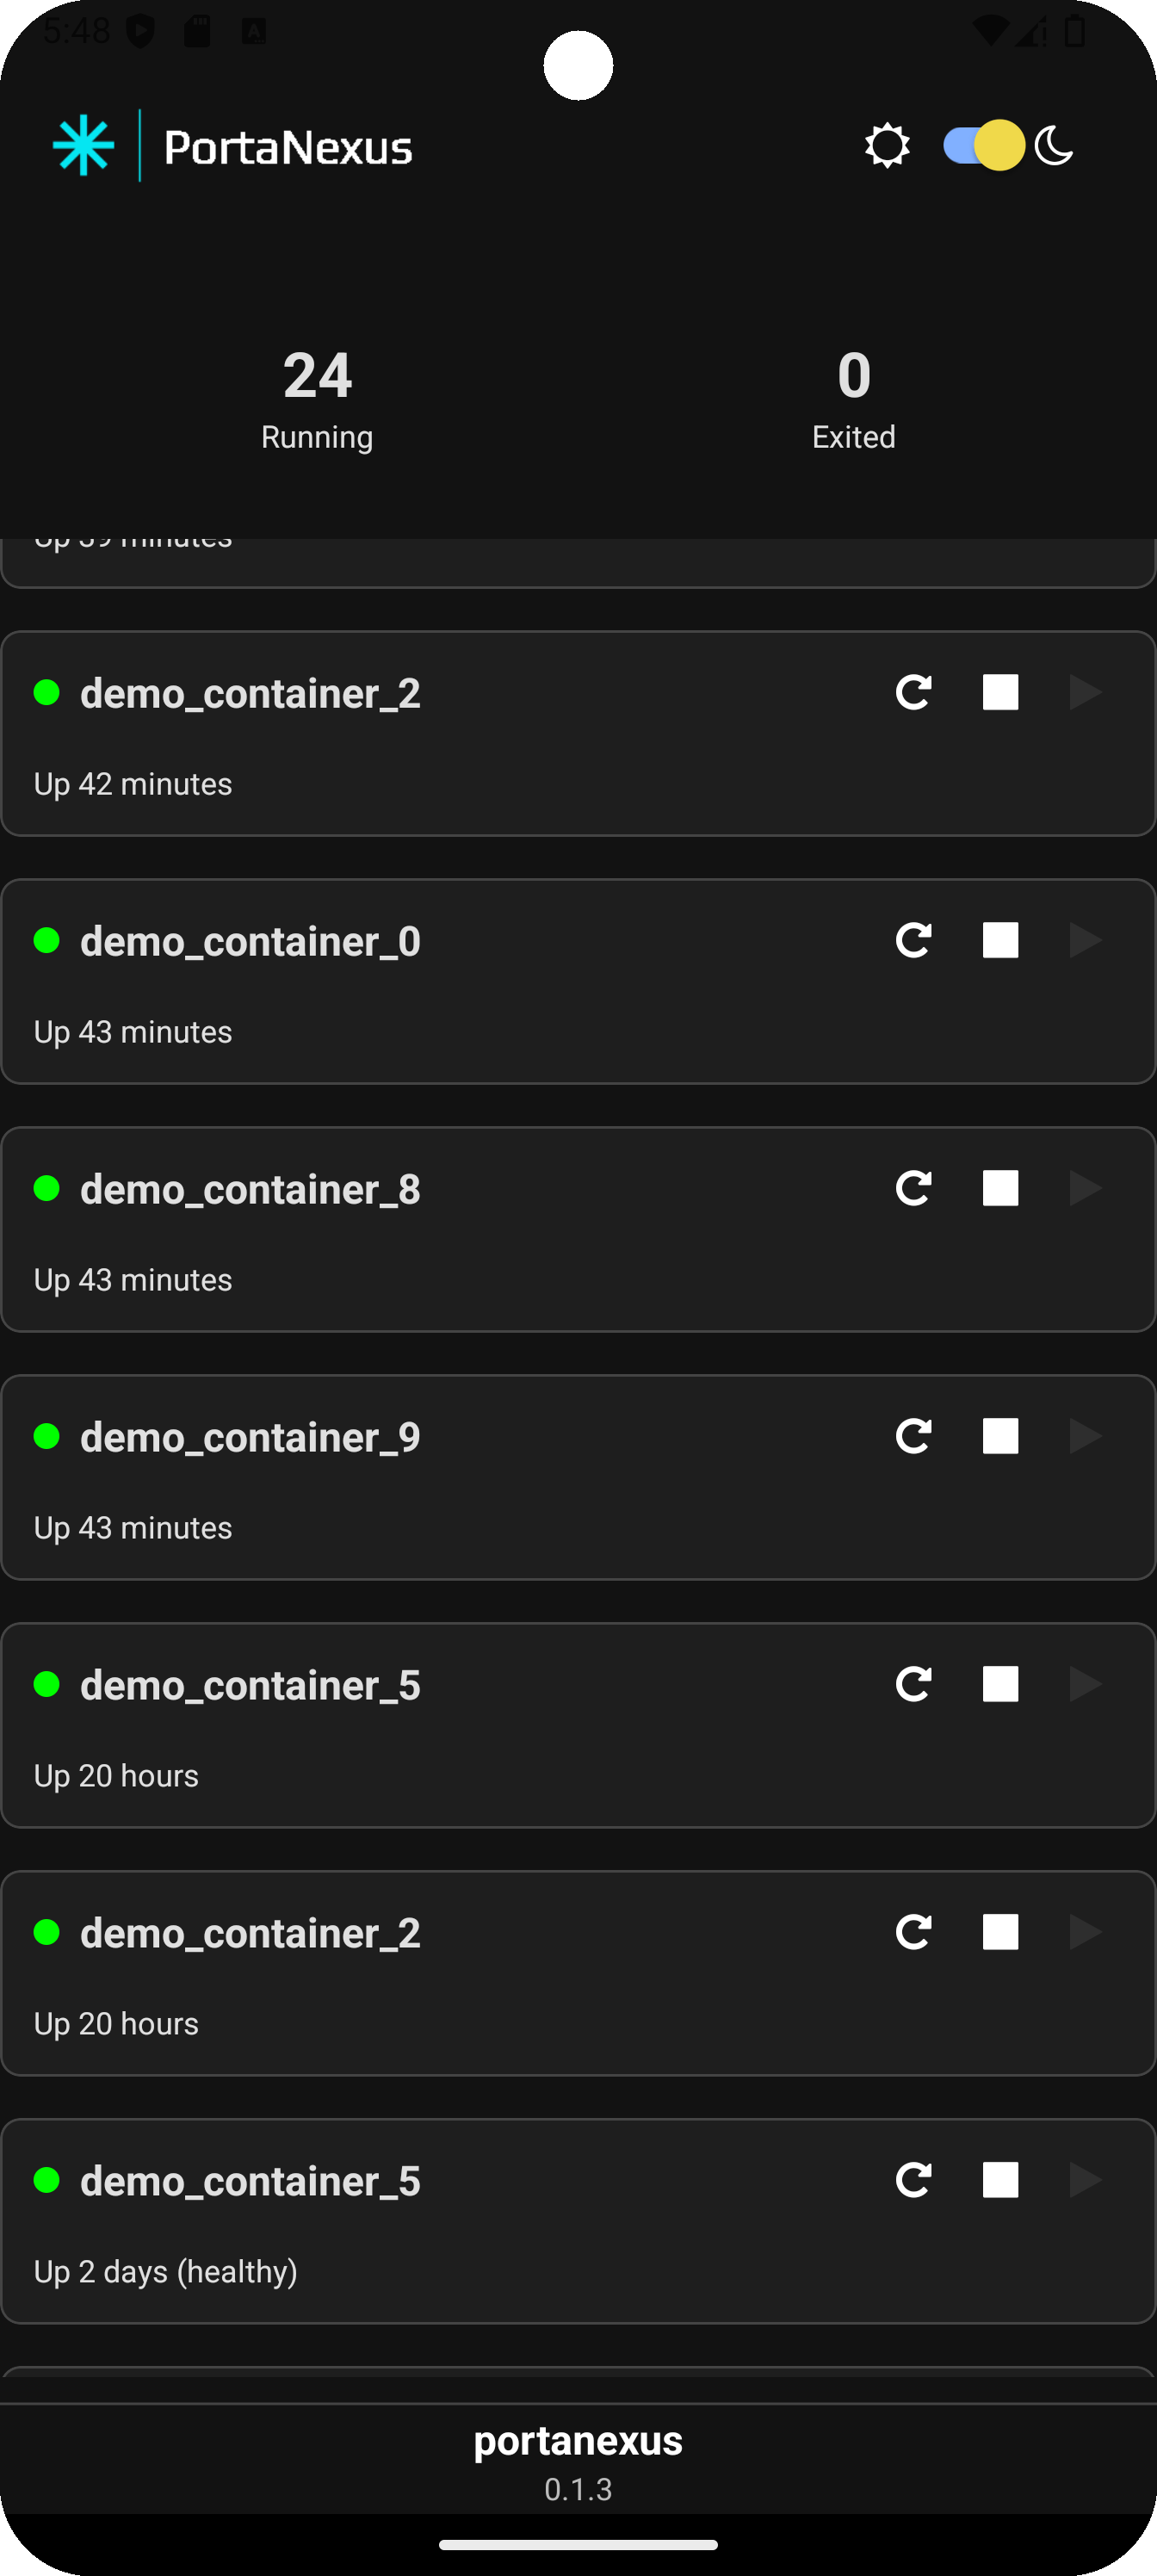 5:48
PortaNexus
24
Running
0
Exited
Up 39 minutes
demo_container_2
Up 42 minutes
demo_container_0
Up 43 minutes
demo_container_8
Up 43 minutes
demo_container_9
Up 43 minutes
demo_container_5
Up 20 hours
demo_container_2
Up 20 hours
demo_container_5
Up 2 days (healthy)
portanexus
0.1.3